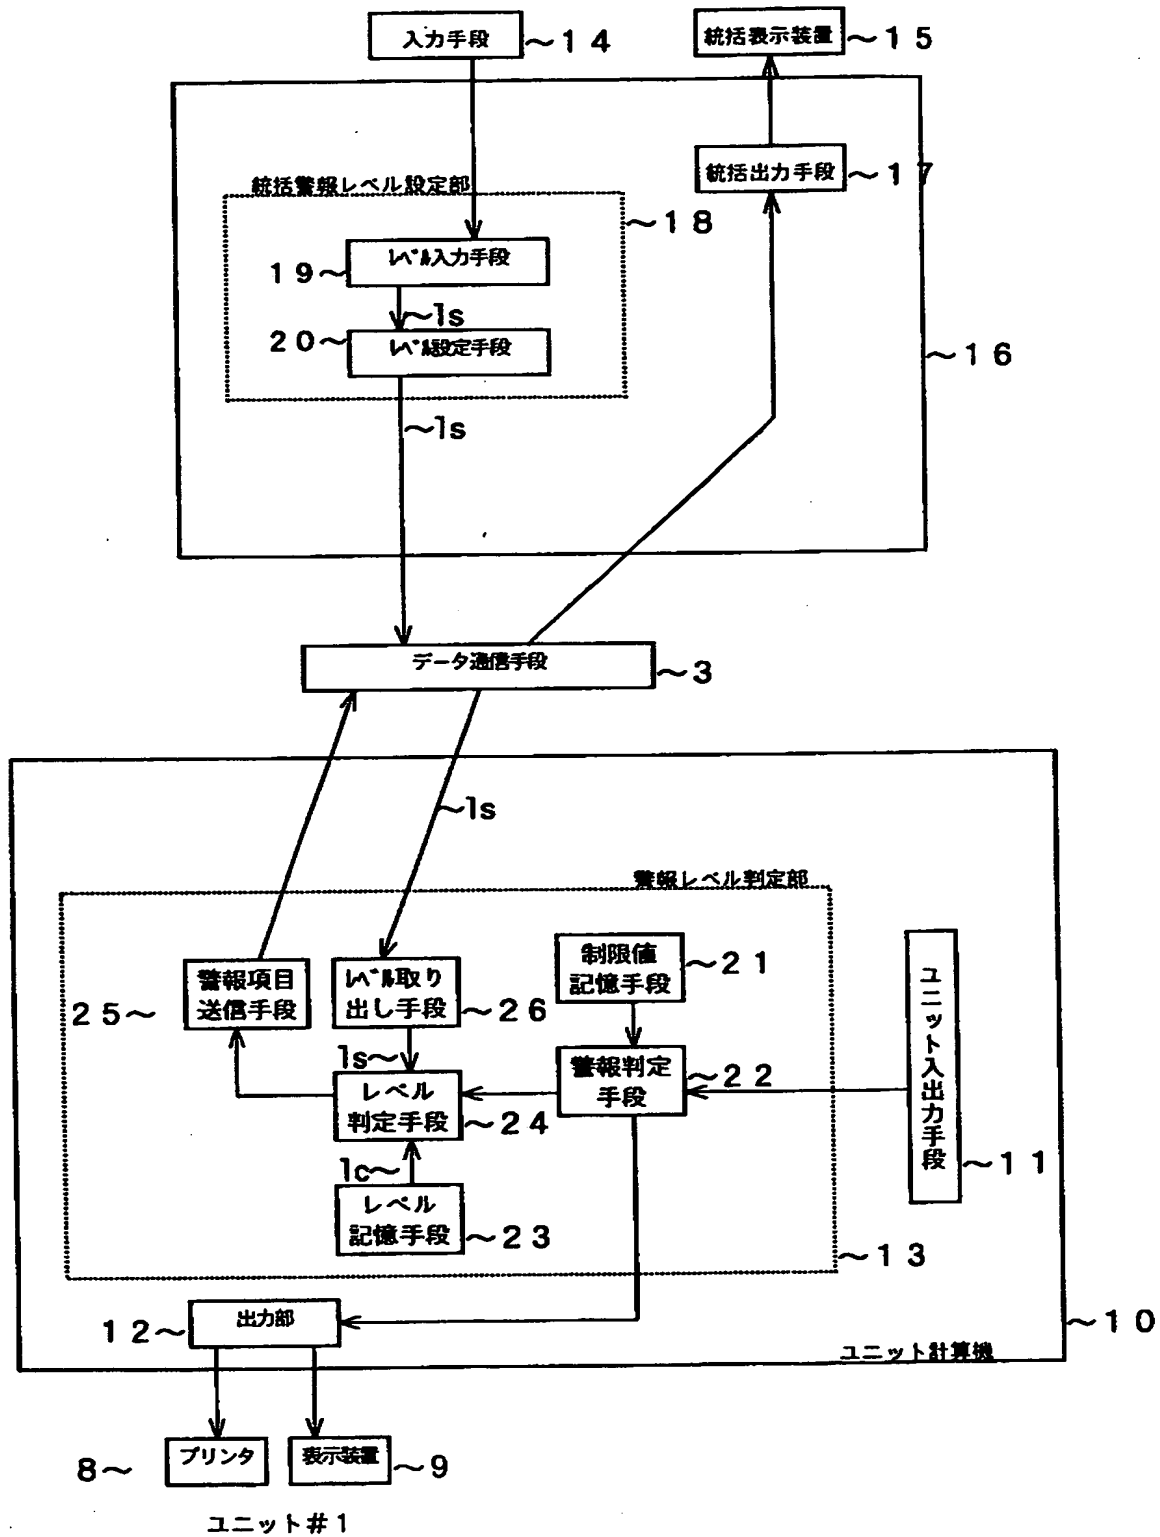 入力手段
～１４
統括表示装置
～１５
統括出力手段
～１７
統括警報レベル設定部
～１８
レベル入力手段
１９～
～ls
レベル設定手段
２０～
～１６
～ls
データ通信手段
～３
～ls
警報レベル判定部
警報項目
送信手段
２５～
レベル取り
出し手段
～２６
制限値
記憶手段
～２１
ユニット入出力手段
～１１
ls～
警報判定
手段
～２２
レベル
判定手段
～２４
lc～
レベル
記憶手段
～２３
～１３
出力部
１２～
～１０
ユニット計算機
プリンタ
８～
表示装置
～９
ユニット＃１